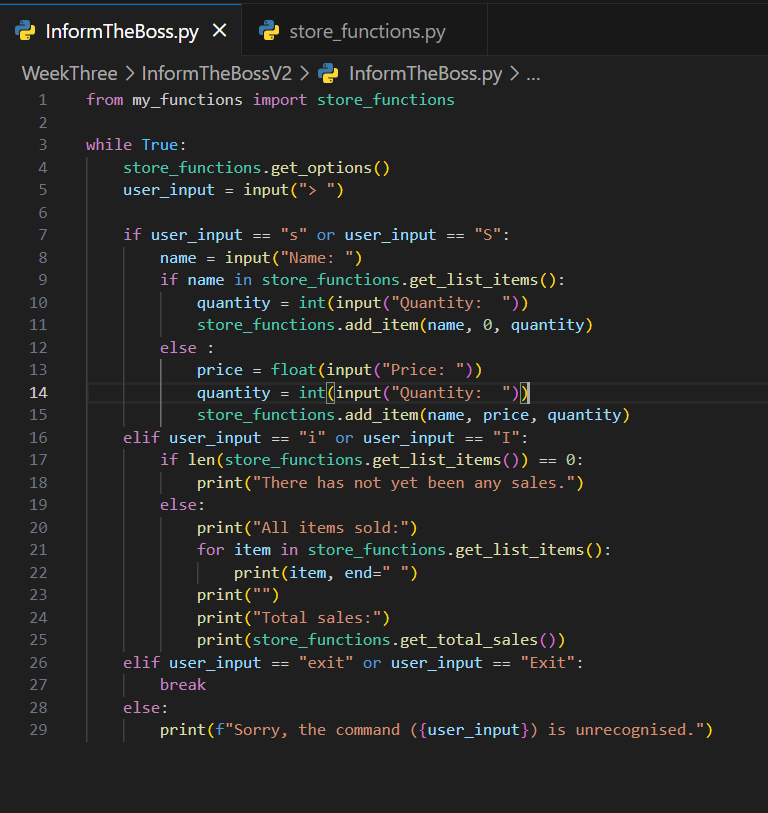 InformTheBoss.py × store_functions.py
WeekThree > InformTheBossV2 > InformTheBoss.py > ...
1 from my_functions import store_functions
2
3 while True:
4     store_functions.get_options()
5     user_input = input("> ")
6
7     if user_input == "s" or user_input == "S":
8         name = input("Name: ")
9         if name in store_functions.get_list_items():
10             quantity = int(input("Quantity:  "))
11             store_functions.add_item(name, 0, quantity)
12         else :
13             price = float(input("Price: "))
14             quantity = int(input("Quantity:  "))
15             store_functions.add_item(name, price, quantity)
16     elif user_input == "i" or user_input == "I":
17         if len(store_functions.get_list_items()) == 0:
18             print("There has not yet been any sales.")
19         else:
20             print("All items sold:")
21             for item in store_functions.get_list_items():
22                 print(item, end=" ")
23             print("")
24             print("Total sales:")
25             print(store_functions.get_total_sales())
26     elif user_input == "exit" or user_input == "Exit":
27         break
28     else:
29         print(f"Sorry, the command ({user_input}) is unrecognised.")